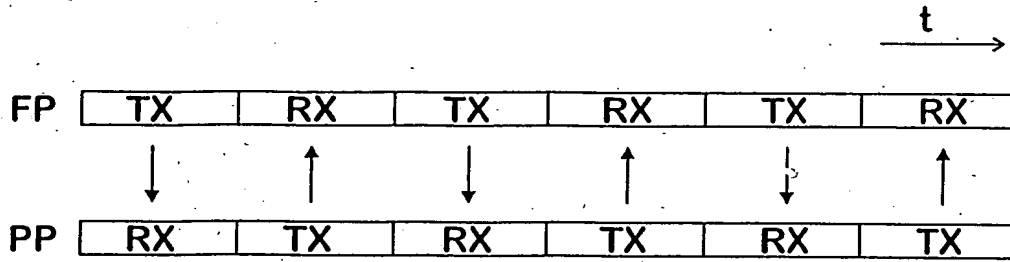 t
FP TX RX TX RX TX RX
PP RX TX RX TX RX TX